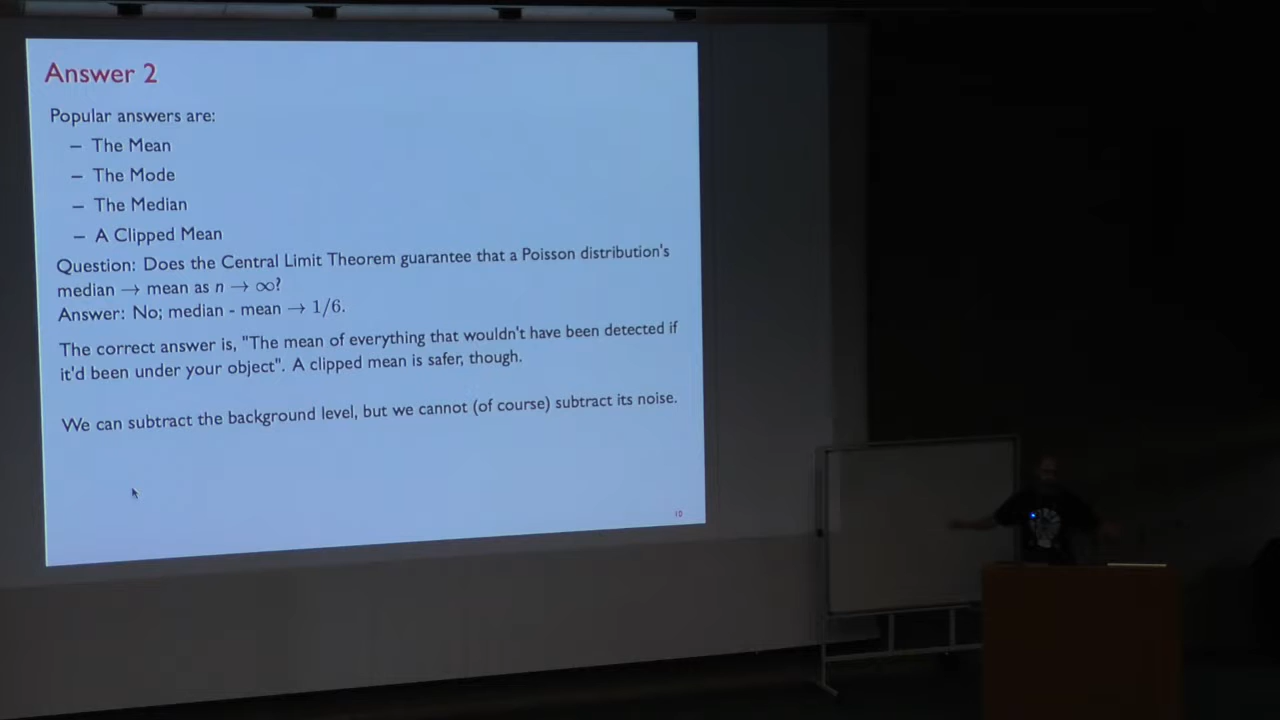 Answer 2
Popular answers are:
– The Mean
– The Mode
– The Median
– A Clipped Mean
Question: Does the Central Limit Theorem guarantee that a Poisson distribution's
median → mean as n → ∞?
Answer: No; median - mean → 1/6.
The correct answer is, "The mean of everything that wouldn't have been detected if
it'd been under your object". A clipped mean is safer, though.
We can subtract the background level, but we cannot (of course) subtract its noise.
10